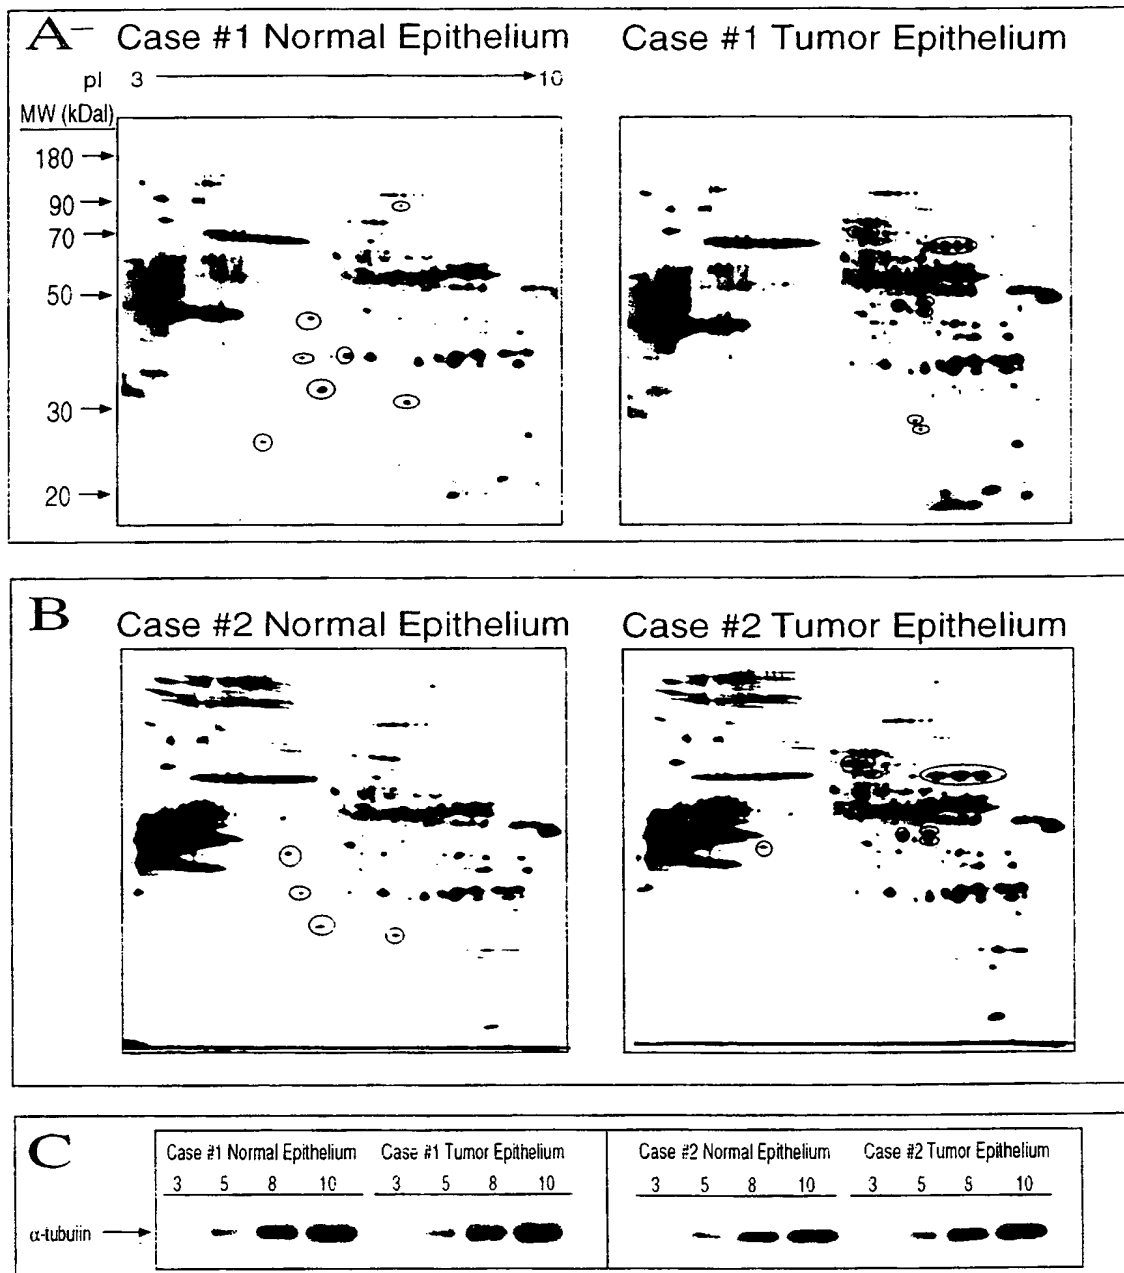 A
Case #1 Normal Epithelium Case #1 Tumor Epithelium
pI 3 10
MW (kDal)
180
90
70
50
30
20
B
Case #2 Normal Epithelium Case #2 Tumor Epithelium
C
Case #1 Normal Epithelium Case #1 Tumor Epithelium Case #2 Normal Epithelium Case #2 Tumor Epithelium
3 5 8 10 3 5 8 10 3 5 8 10 3 5 8 10
α-tubulin